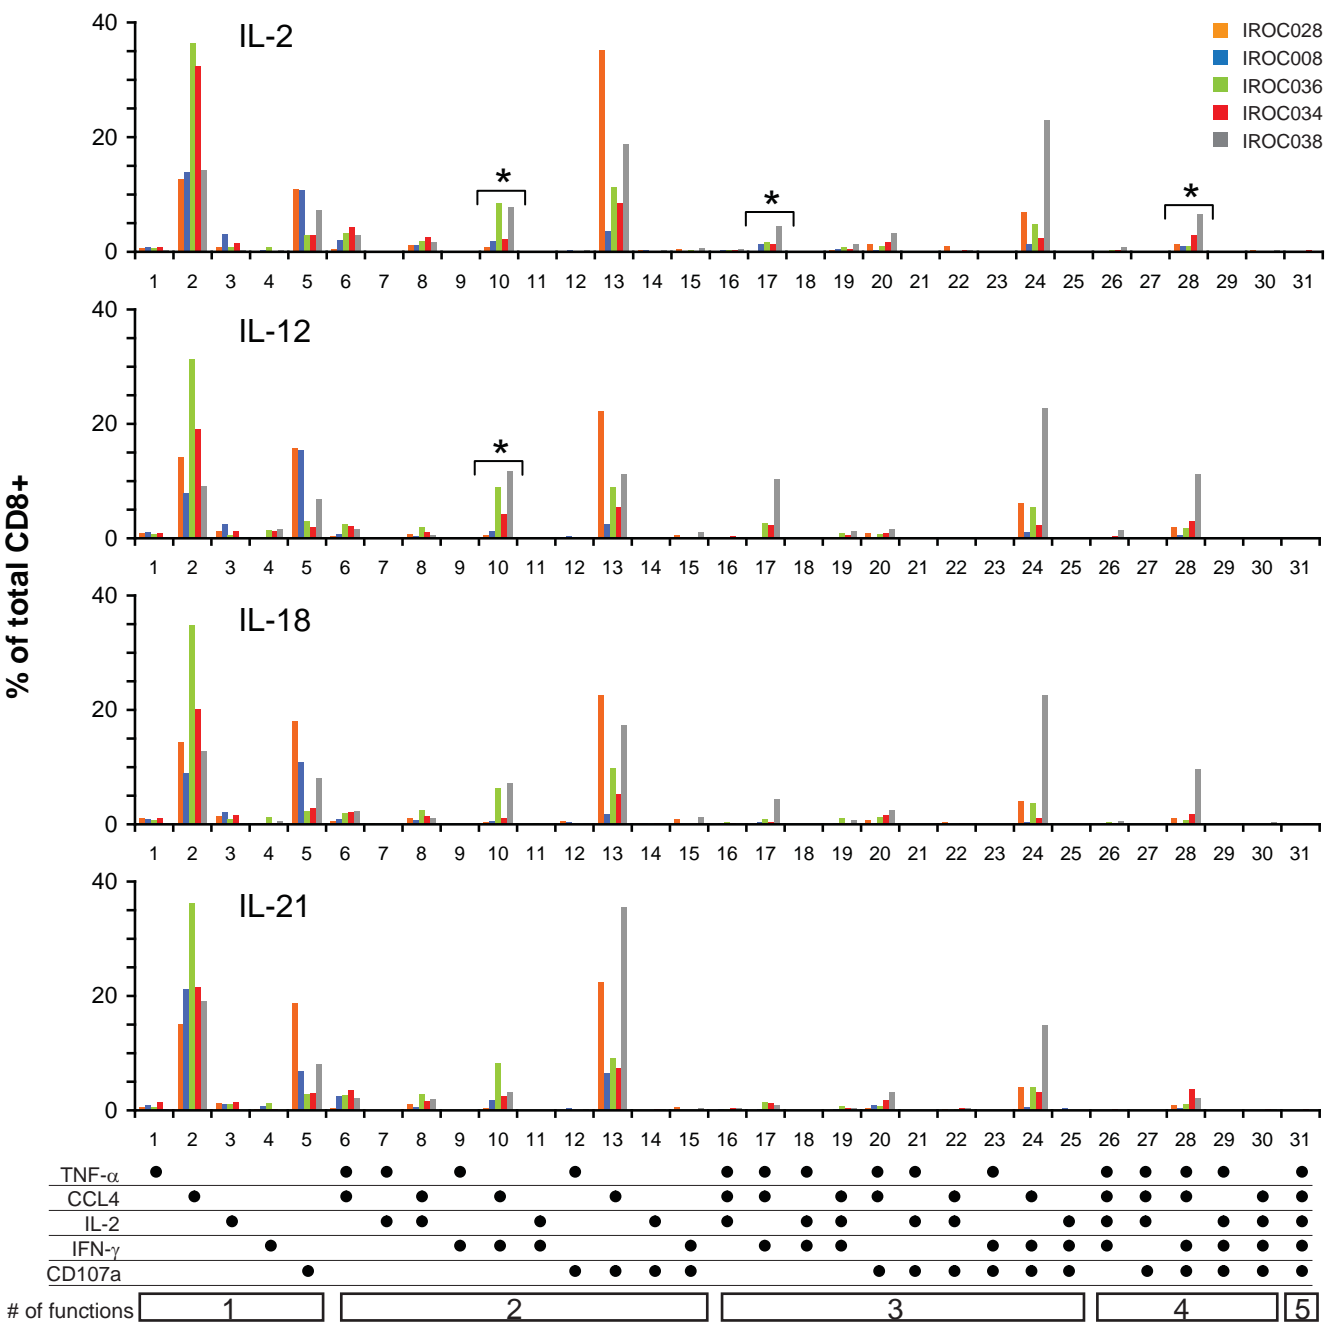 % of total CD8+
IL-2
IROC028
IROC008
IROC036
IROC034
IROC038
40
20
0
*
*
*
1 2 3 4 5 6 7 8 9 10 11 12 13 14 15 16 17 18 19 20 21 22 23 24 25 26 27 28 29 30 31
IL-12
40
20
0
*
1 2 3 4 5 6 7 8 9 10 11 12 13 14 15 16 17 18 19 20 21 22 23 24 25 26 27 28 29 30 31
IL-18
40
20
0
1 2 3 4 5 6 7 8 9 10 11 12 13 14 15 16 17 18 19 20 21 22 23 24 25 26 27 28 29 30 31
IL-21
40
20
0
1 2 3 4 5 6 7 8 9 10 11 12 13 14 15 16 17 18 19 20 21 22 23 24 25 26 27 28 29 30 31
TNF-α
CCL4
IL-2
IFN-γ
CD107a
# of functions 1 2 3 4 5